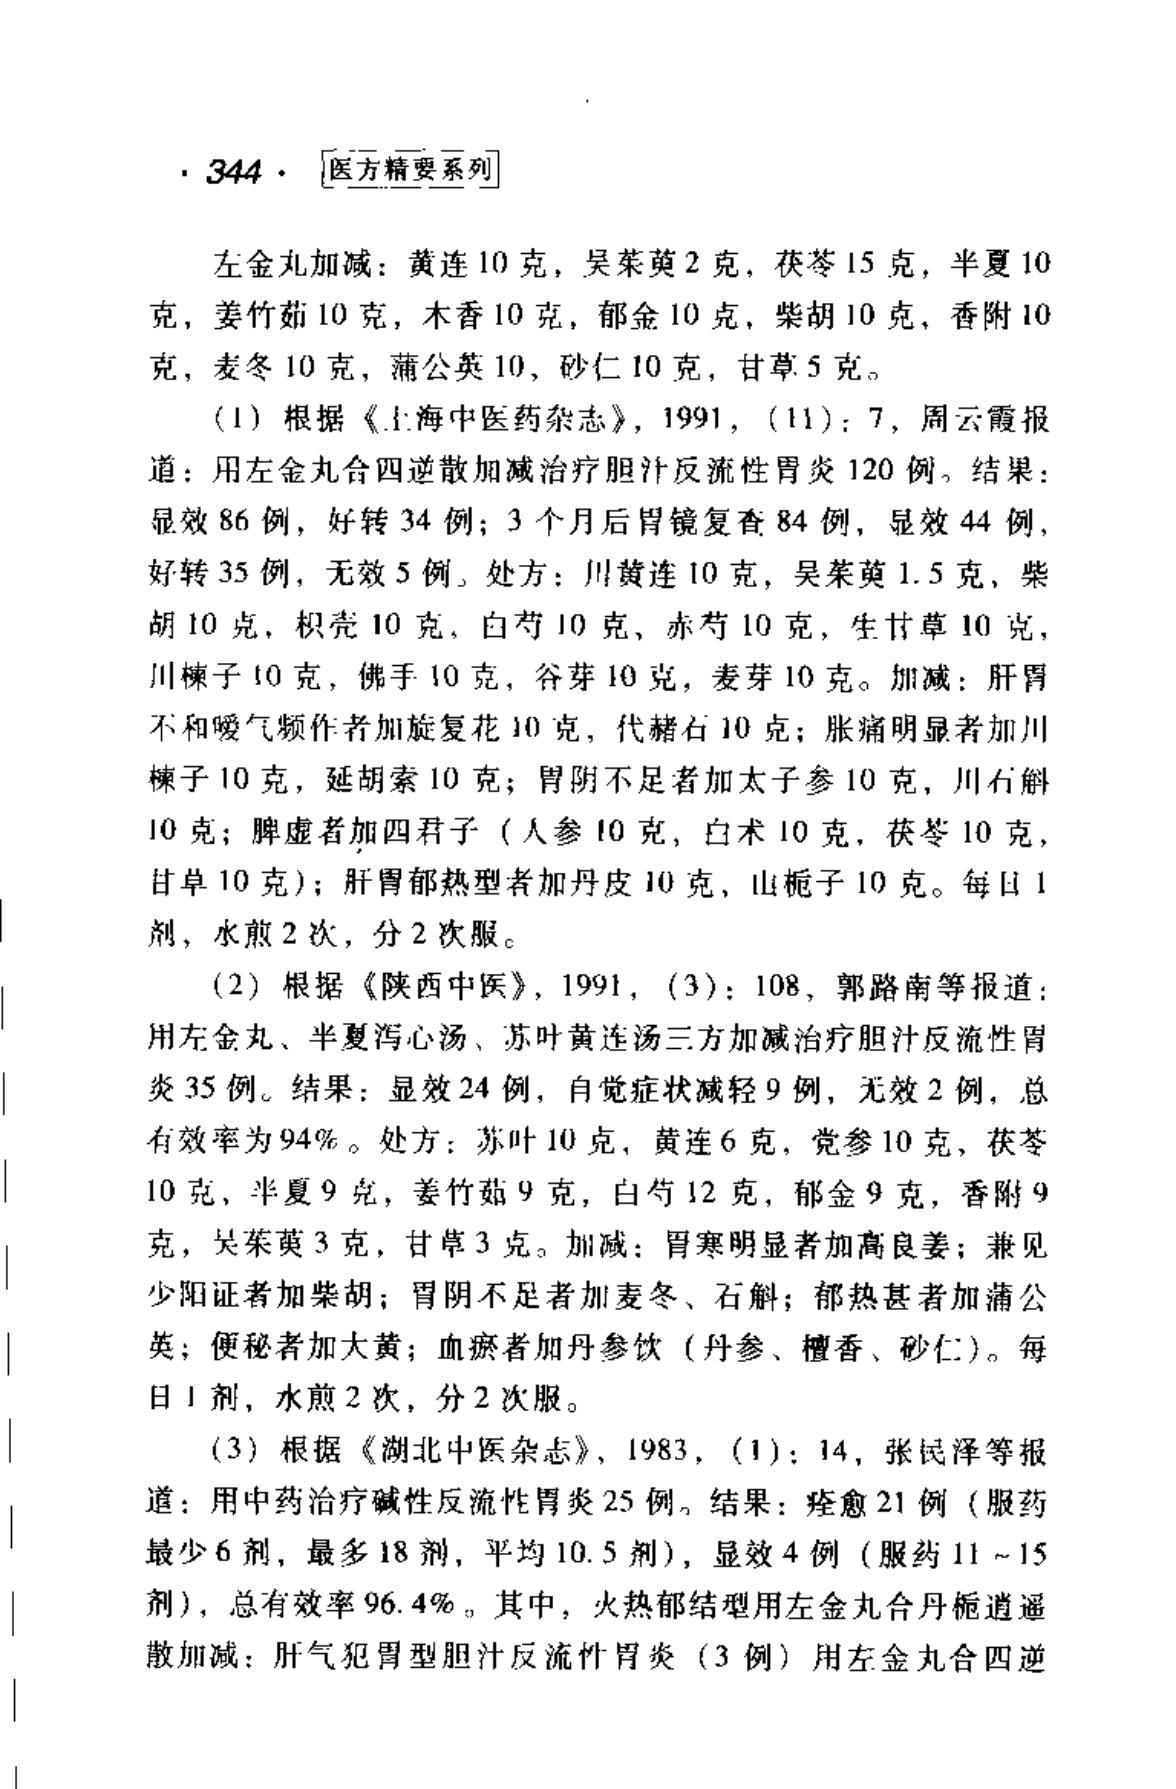 · 344 · 医方精要系列
左金丸加减：黄连 10 克，吴茱萸 2 克，茯苓 15 克，半夏 10
克，姜竹茹 10 克，木香 10 克，郁金 10 克，柴胡 10 克，香附 10
克，麦冬 10 克，蒲公英 10，砂仁 10 克，甘草 5 克。
（1）根据《上海中医药杂志》，1991，（11）：7，周云霞报
道：用左金丸合四逆散加减治疗胆汁反流性胃炎 120 例。结果：
显效 86 例，好转 34 例；3 个月后胃镜复查 84 例，显效 44 例，
好转 35 例，无效 5 例。处方：川黄连 10 克，吴茱萸 1.5 克，柴
胡 10 克，枳壳 10 克，白芍 10 克，赤芍 10 克，生甘草 10 克，
川楝子 10 克，佛手 10 克，谷芽 10 克，麦芽 10 克。加减：肝胃
不和嗳气频作者加旋复花 10 克，代赭石 10 克；胀痛明显者加川
楝子 10 克，延胡索 10 克；胃阴不足者加太子参 10 克，川石斛
10 克；脾虚者加四君子（人参 10 克，白术 10 克，茯苓 10 克，
甘草 10 克）；肝胃郁热型者加丹皮 10 克，山栀子 10 克。每日 1
剂，水煎 2 次，分 2 次服。
（2）根据《陕西中医》，1991，（3）：108，郭路南等报道：
用左金丸、半夏泻心汤、苏叶黄连汤三方加减治疗胆汁反流性胃
炎 35 例。结果：显效 24 例，自觉症状减轻 9 例，无效 2 例，总
有效率为 94%。处方：苏叶 10 克，黄连 6 克，党参 10 克，茯苓
10 克，半夏 9 克，姜竹茹 9 克，白芍 12 克，郁金 9 克，香附 9
克，吴茱萸 3 克，甘草 3 克。加减：胃寒明显者加高良姜；兼见
少阳证者加柴胡；胃阴不足者加麦冬、石斛；郁热甚者加蒲公
英；便秘者加大黄；血瘀者加丹参饮（丹参、檀香、砂仁）。每
日 1 剂，水煎 2 次，分 2 次服。
（3）根据《湖北中医杂志》，1983，（1）：14，张民泽等报
道：用中药治疗碱性反流性胃炎 25 例。结果：痊愈 21 例（服药
最少 6 剂，最多 18 剂，平均 10.5 剂），显效 4 例（服药 11 ~ 15
剂），总有效率 96.4%。其中，火热郁结型用左金丸合丹栀逍遥
散加减；肝气犯胃型胆汁反流性胃炎（3 例）用左金丸合四逆